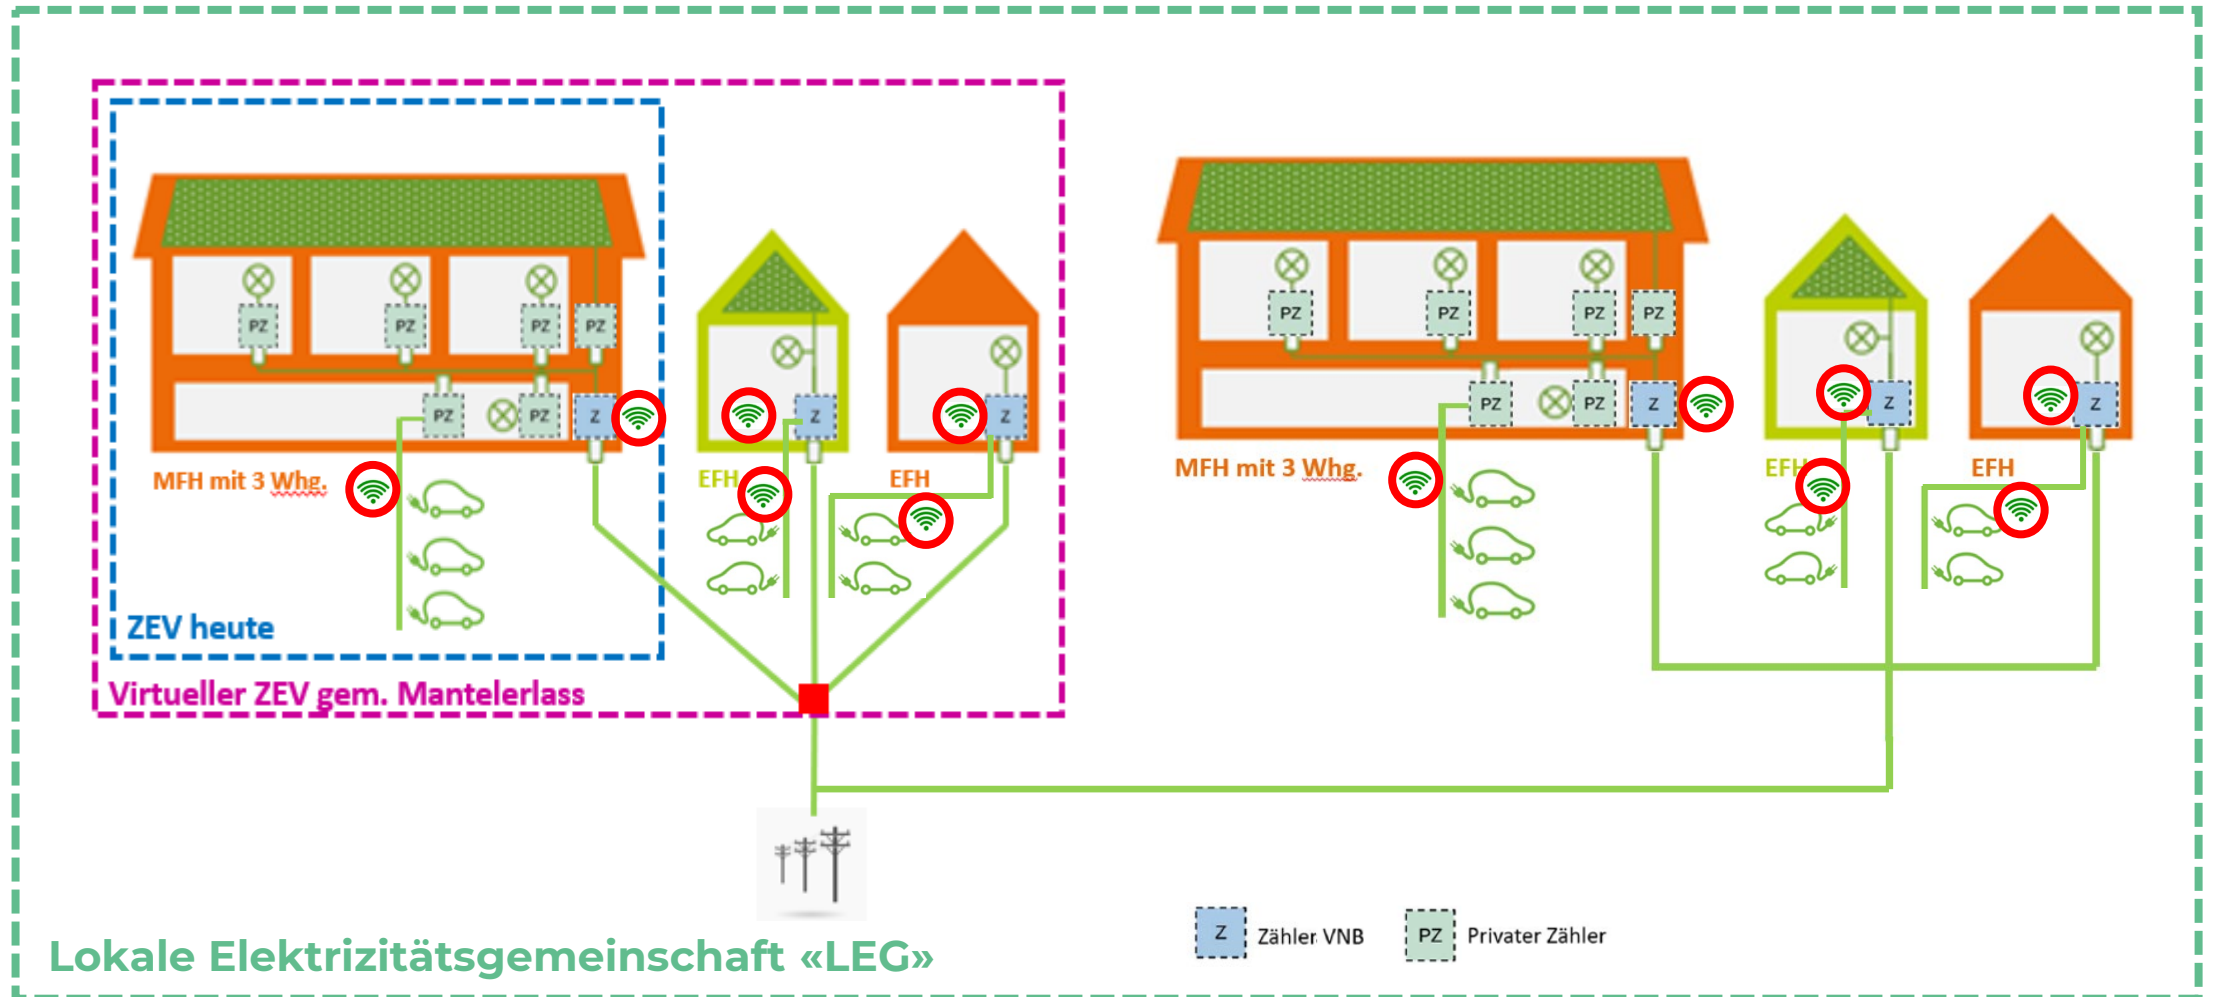 PZ PZ PZ PZ
PZ PZ Z
MFH mit 3 Whg.
Z
EFH
Z
EFH
PZ PZ PZ PZ
PZ PZ Z
MFH mit 3 Whg.
Z
EFH
Z
EFH
ZEV heute
Virtueller ZEV gem. Mantelerlass
Z Zähler VNB
PZ Privater Zähler
Lokale Elektrizitätsgemeinschaft «LEG»